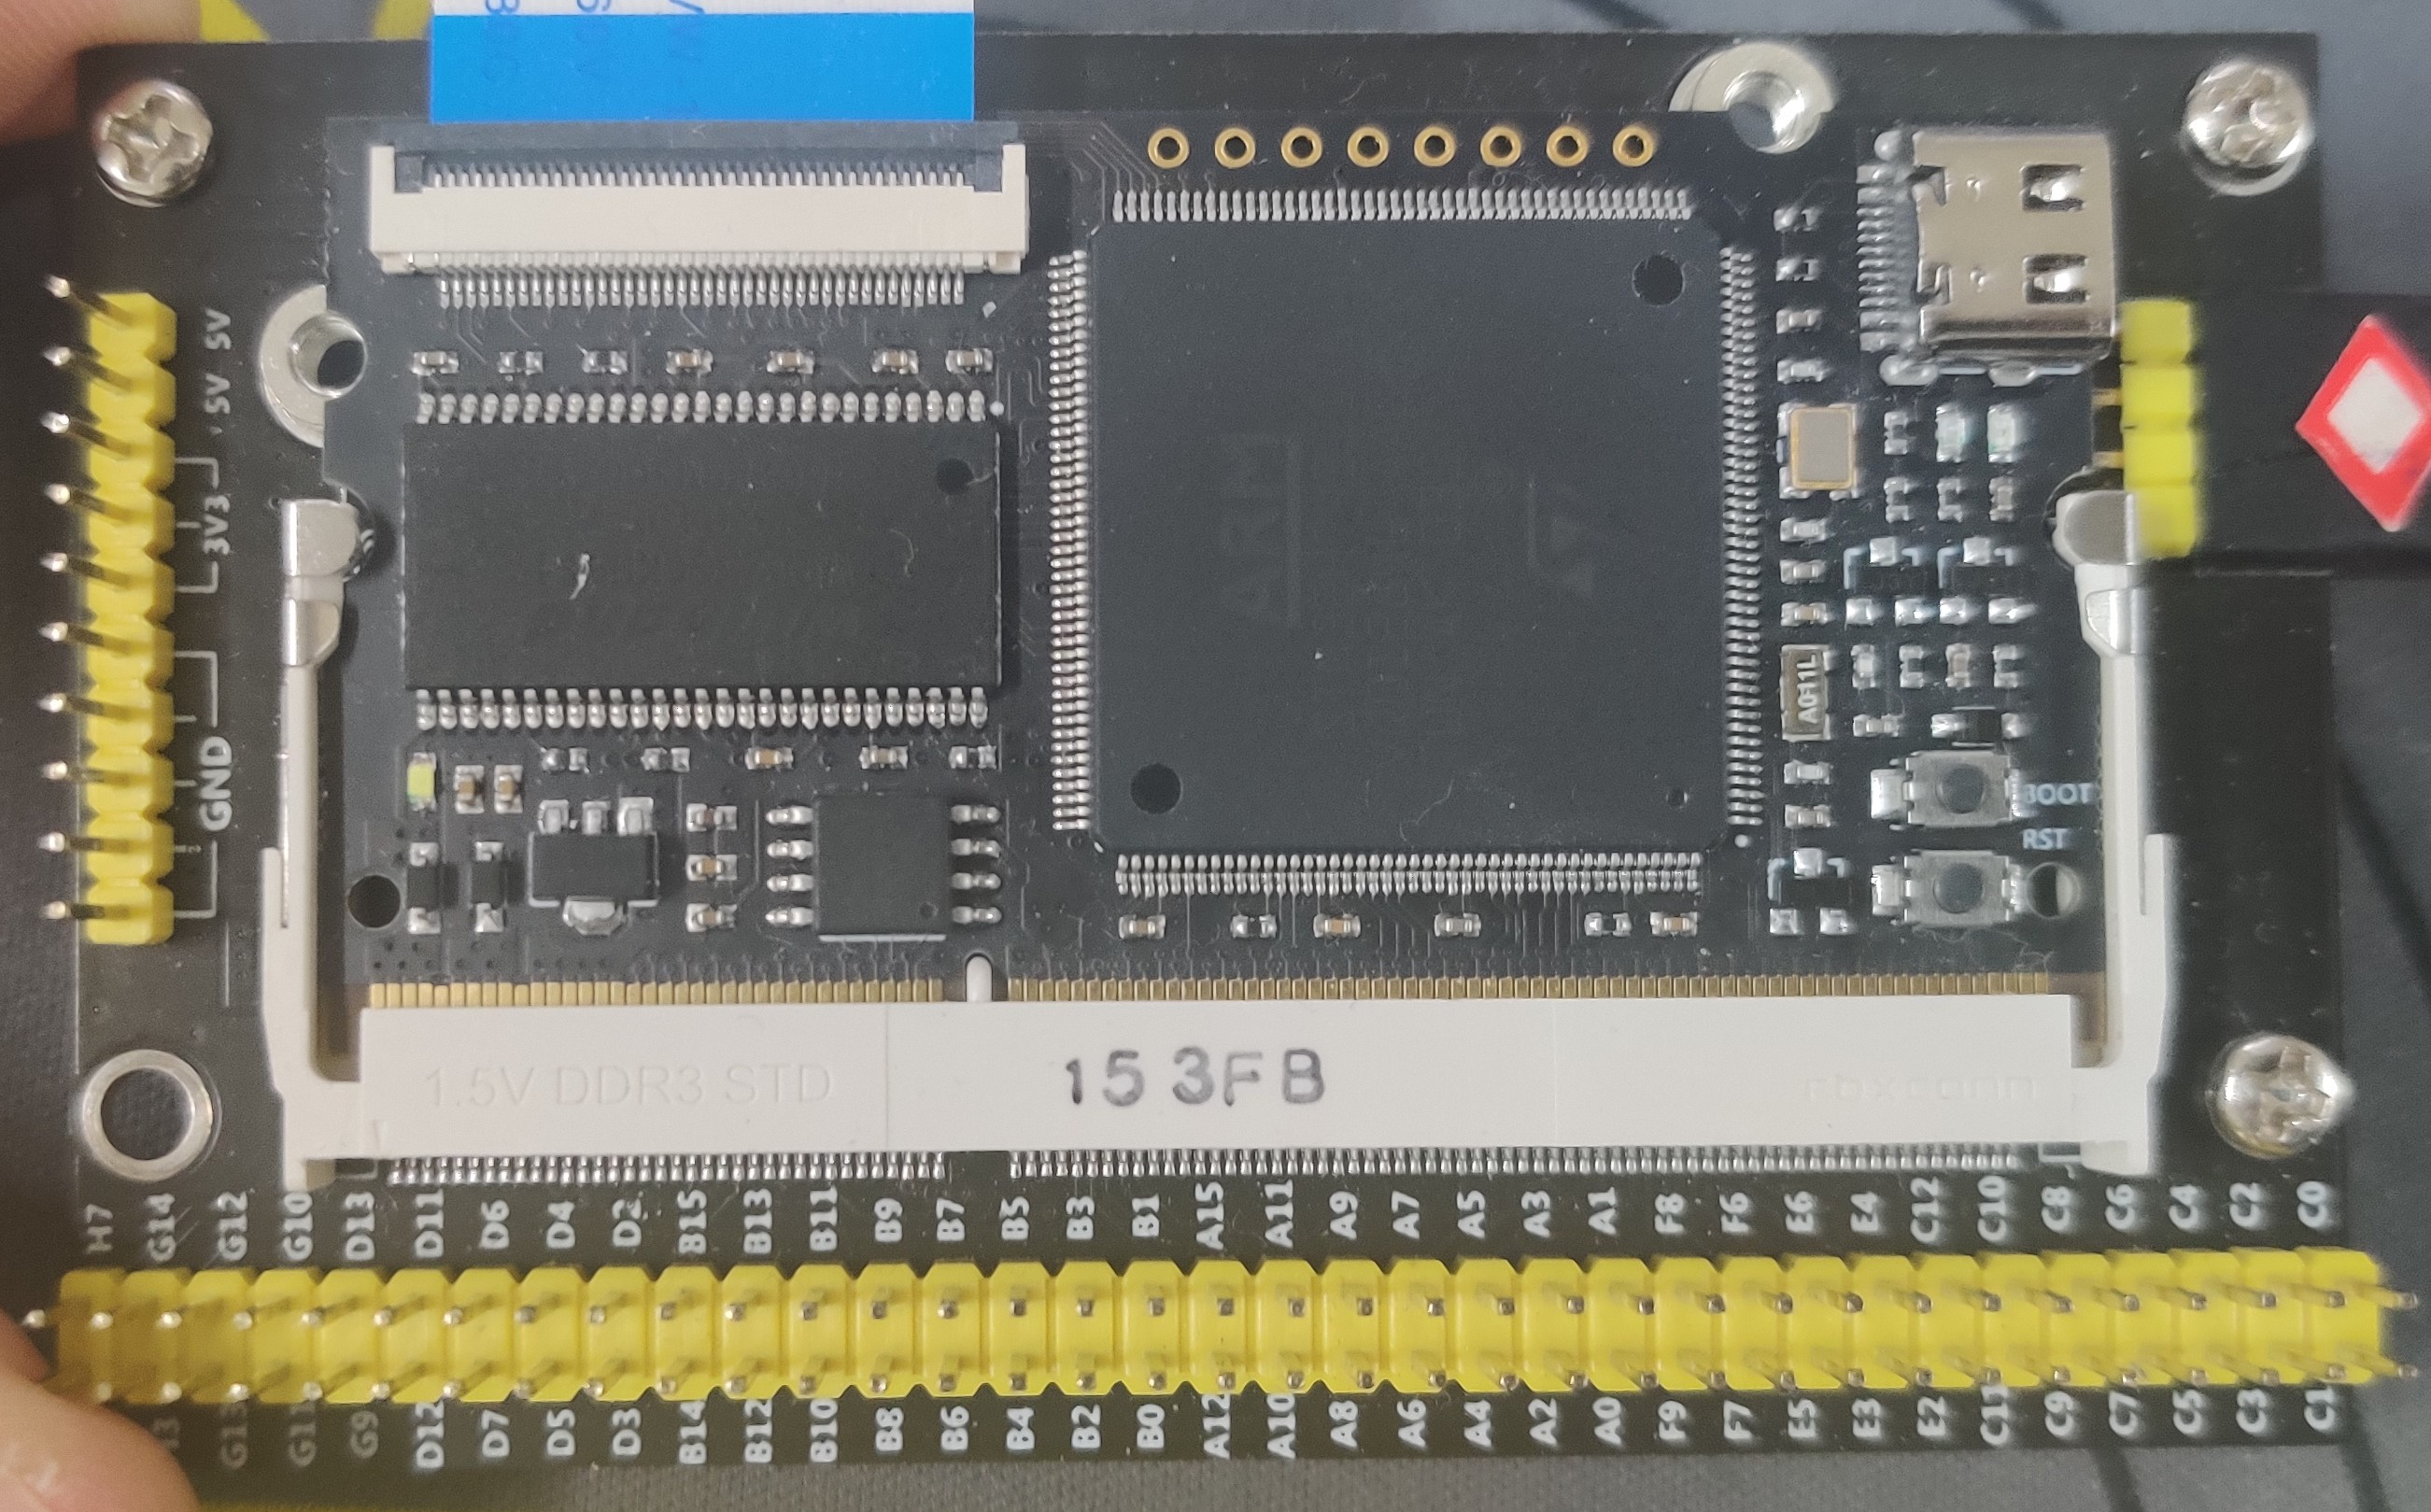 5V
5V
3V3
GND
A011L
BOOT
RST
1.5V DDR3 STD
153FB
Foxconn
H7 G14 G12 G10 D13 D11 D6 D4 D2 B15 B13 B11 B9 B7 B5 B3 B1 A15 A11 A9 A7 A5 A3 A1 F8 F6 E6 E4 C12 C10 C8 C6 C4 C2 C0
G13 G11 G9 D12 D7 D5 D3 B14 B12 B10 B8 B6 B4 B2 B0 A12 A10 A8 A6 A4 A2 A0 F9 F7 E5 E3 E2 C11 C9 C7 C5 C3 C1